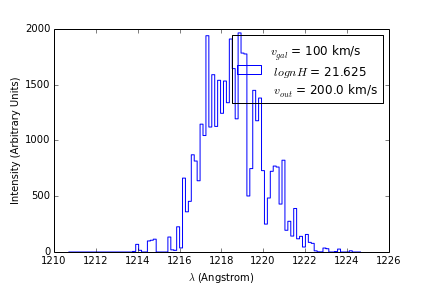 2000
1500
1000
500
0
1210 1212 1214 1216 1218 1220 1222 1224 1226
Intensity (Arbitrary Units)
λ (Angstrom)
v_gal = 100 km/s
lognH = 21.625
v_out = 200.0 km/s